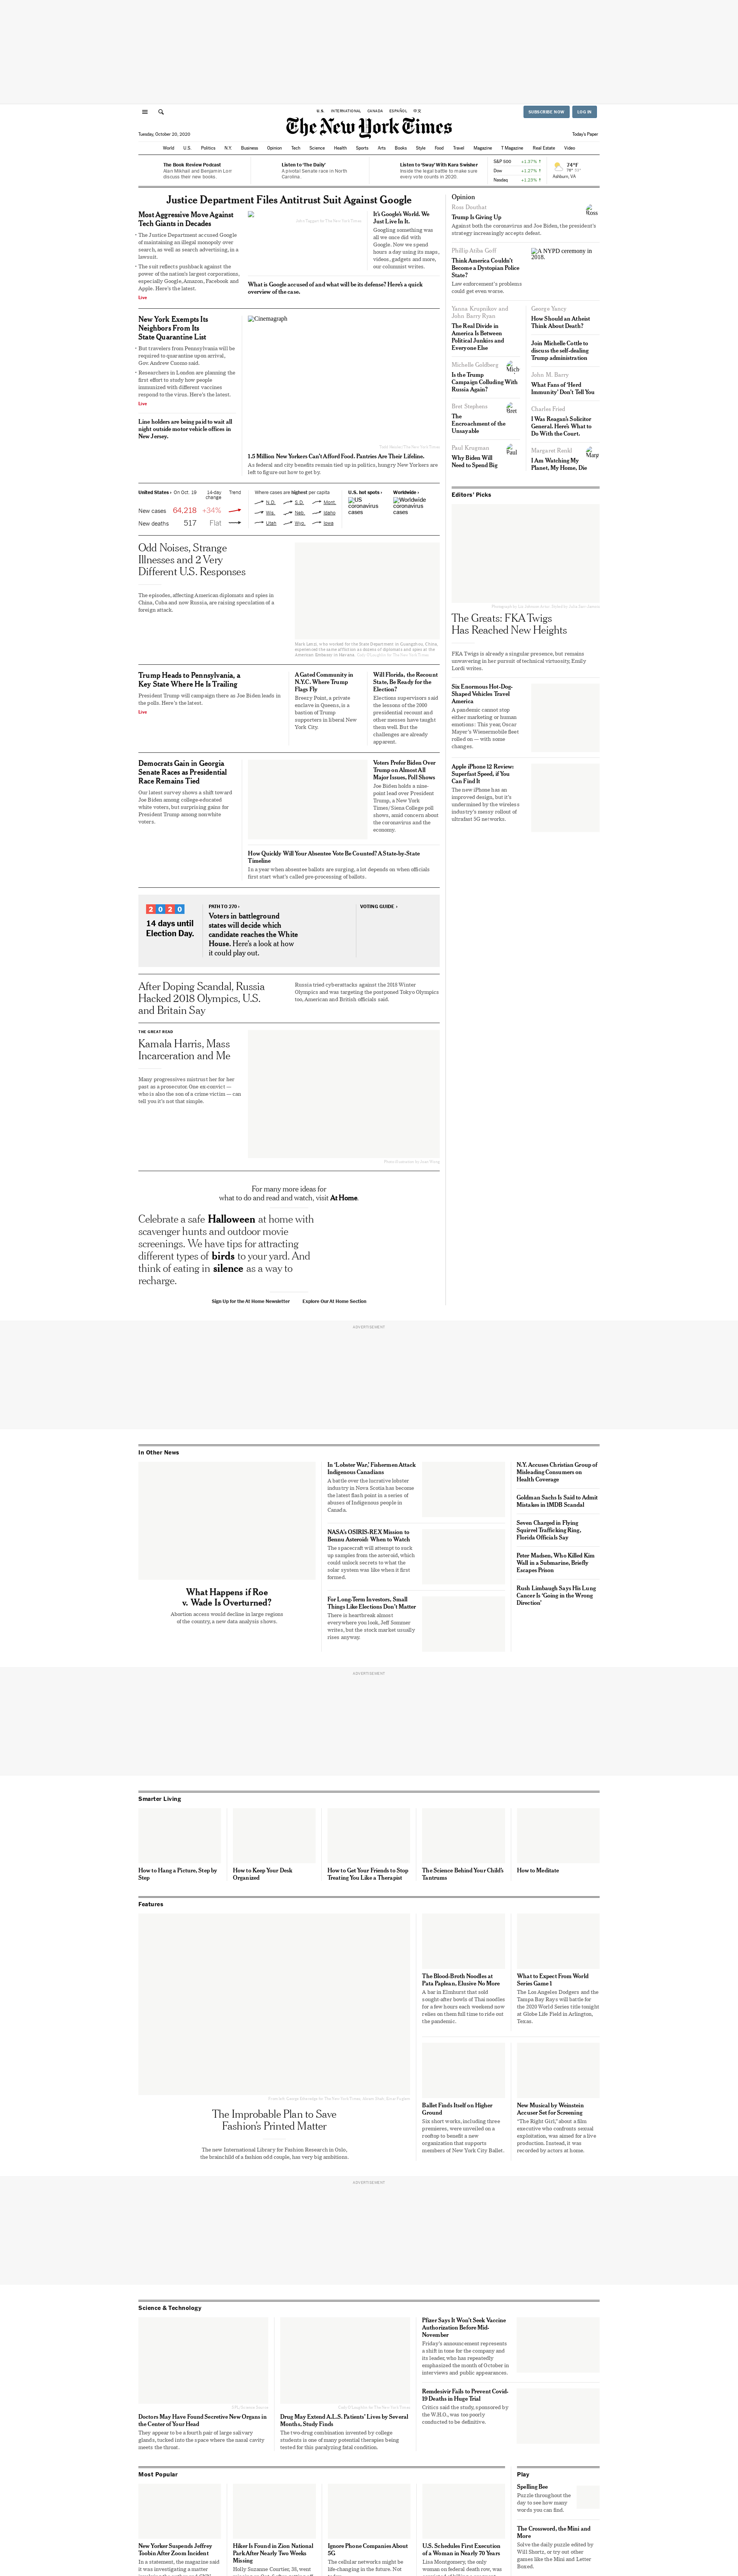 U.S. INTERNATIONAL CANADA ESPAÑOL 中文
SUBSCRIBE NOW LOG IN
The New York Times
Tuesday, October 20, 2020
Today's Paper
World U.S. Politics N.Y. Business Opinion Tech Science Health Sports Arts Books Style Food Travel Magazine T Magazine Real Estate Video
The Book Review Podcast
Alexi McHugh... 
Listen to 'The Daily'
A pivotal Senate race in North
Carolina.
Listen to 'Sway' With Kara Swisher
Inside the legal battle to make sure
every vote counts in 2020.
S&P 500 +1.37% ↑
Dow +1.27% ↑
Nasdaq +1.23% ↑
74°F
Ashburn, VA
Justice Department Files Antitrust Suit Against Google
Most Aggressive Move Against
Tech Giants in Decades
The Justice Department accused Google
of maintaining an illegal monopoly over
search, as well as search advertising, in a
lawsuit.
The suit reflects pushback against the
power of the nation's largest corporations,
especially Google, Amazon, Facebook and
Apple. Here's the latest.
Live
It's Google's World. We
Just Live In It.
Googling something was
all we once did with
Google. Now we spend
hours a day using its maps,
videos, gadgets and more,
our columnist writes.
What is Google accused of and what will be its defense? Here's a quick
overview of the case.
New York Exempts Its
Neighbors From Its
State Quarantine List
But travelers from Pennsylvania will be
required to quarantine upon arrival,
Gov. Andrew Cuomo said.
Researchers in London are planning the
first effort to study how people
immunized with different vaccines
respond to the virus. Here's the latest.
Live
Line holders are being paid to wait all
night outside motor vehicle offices in
New Jersey.
Cinemagraph
1.5 Million New Yorkers Can't Afford Food. Pantries Are Their Lifeline.
As federal aid and city benefits remain tied up in politics, hungry New Yorkers are
left to figure out how to get by.
United States › On Oct. 19 14-day change Trend
New cases 64,218 +34%
New deaths 517 Flat
Where cases are highest per capita
N.D. S.D. Mont.
Wis. Neb. Idaho
Utah Wyo. Iowa
U.S. hot spots ›
US
coronavirus
cases
Worldwide ›
Worldwide
coronavirus
cases
Odd Noises, Strange
Illnesses and 2 Very
Different U.S. Responses
The episodes, affecting American diplomats and spies in
China, Cuba and now Russia, are raising speculation of a
foreign attack.
Mark Lenzi, who worked for the State Department in Guangzhou, China,
experienced the same affliction as dozens of diplomats and spies at the
American Embassy in Havana.
Trump Heads to Pennsylvania, a
Key State Where He Is Trailing
President Trump will campaign there as Joe Biden leads in
the polls. Here's the latest.
Live
A Gated Community in
N.Y.C. Where Trump
Flags Fly
Breezy Point, a private
enclave in Queens, is a
bastion of Trump
supporters in liberal New
York City.
Will Florida, the Recount
State, Be Ready for the
Election?
Elections supervisors said
the lessons of the 2000
presidential recount and
other messes have taught
them well. But the
challenges are already
apparent.
Democrats Gain in Georgia
Senate Races as Presidential
Race Remains Tied
Our latest survey shows a shift toward
Joe Biden among college-educated
white voters, but surprising gains for
President Trump among nonwhite
voters.
Voters Prefer Biden Over
Trump on Almost All
Major Issues, Poll Shows
Joe Biden holds a nine-
point lead over President
Trump, a New York
Times/Siena College poll
shows, amid concern about
the coronavirus and the
economy.
How Quickly Will Your Absentee Vote Be Counted? A State-by-State
Timeline
In a year when absentee ballots are surging, a lot depends on when officials
first start what's called pre-processing of ballots.
2020
14 days until
Election Day.
PATH TO 270 ›
Voters in battleground
states will decide which
candidate reaches the White
House. Here's a look at how
it could play out.
VOTING GUIDE ›
After Doping Scandal, Russia
Hacked 2018 Olympics, U.S.
and Britain Say
Russia tried cyberattacks against the 2018 Winter
Olympics and was targeting the postponed Tokyo Olympics
too, American and British officials said.
THE GREAT READ
Kamala Harris, Mass
Incarceration and Me
Many progressives mistrust her for her
past as a prosecutor. One ex-convict —
who is also the son of a crime victim — can
tell you it's not that simple.
For many more ideas for
what to do and read and watch, visit At Home.
Celebrate a safe Halloween at home with
scavenger hunts and outdoor movie
screenings. We have tips for attracting
different types of birds to your yard. And
think of eating in silence as a way to
recharge.
Sign Up for the At Home Newsletter Explore Our At Home Section
Opinion
Ross Douthat
Trump Is Giving Up
Against both the coronavirus and Joe Biden, the president's
strategy increasingly accepts defeat.
Ross
Phillip Atiba Goff
Think America Couldn't
Become a Dystopian Police
State?
Law enforcement's problems
could get even worse.
A NYPD ceremony in
2018.
Yanna Krupnikov and
John Barry Ryan
The Real Divide in
America Is Between
Political Junkies and
Everyone Else
George Yancy
How Should an Atheist
Think About Death?
Join Michelle Cottle to
discuss the self-dealing
Trump administration
Michelle Goldberg
Is the Trump
Campaign Colluding With
Russia Again?
John M. Barry
What Fans of 'Herd
Immunity' Don't Tell You
Bret Stephens
The
Encroachment of the
Unsayable
Bret
Charles Fried
I Was Reagan's Solicitor
General. Here's What to
Do With the Court.
Paul Krugman
Why Biden Will
Need to Spend Big
Paul
Margaret Renkl
I Am Watching My
Planet, My Home, Die
Editors' Picks
The Greats: FKA Twigs
Has Reached New Heights
FKA Twigs is already a singular presence, but remains
unwavering in her pursuit of technical virtuosity, Emily
Lordi writes.
Six Enormous Hot-Dog-
Shaped Vehicles Travel
America
A pandemic cannot stop
either marketing or human
emotions: This year, Oscar
Mayer's Wienermobile fleet
rolled on — with some
changes.
Apple iPhone 12 Review:
Superfast Speed, if You
Can Find It
The new iPhone has an
improved design, but it's
undermined by the wireless
industry's messy rollout of
ultrafast 5G networks.
ADVERTISEMENT
In Other News
What Happens if Roe
v. Wade Is Overturned?
Abortion access would decline in large regions
of the country, a new data analysis shows.
In 'Lobster War,' Fishermen Attack
Indigenous Canadians
A battle over the lucrative lobster
industry in Nova Scotia has become
the latest flash point in a series of
abuses of Indigenous people in
Canada.
NASA's OSIRIS-REX Mission to
Bennu Asteroid: When to Watch
The spacecraft will attempt to suck
up samples from the asteroid, which
could unlock secrets to what the
solar system was like when it first
formed.
For Long-Term Investors, Small
Things Like Elections Don't Matter
There is heartbreak almost
everywhere you look, Jeff Sommer
writes, but the stock market usually
rises anyway.
N.Y. Accuses Christian Group of
Misleading Consumers on
Health Coverage
Goldman Sachs Is Said to Admit
Mistakes in 1MDB Scandal
Seven Charged in Flying
Squirrel Trafficking Ring,
Florida Officials Say
Peter Madsen, Who Killed Kim
Wall in a Submarine, Briefly
Escapes Prison
Rush Limbaugh Says His Lung
Cancer Is 'Going in the Wrong
Direction'
ADVERTISEMENT
Smarter Living
How to Hang a Picture, Step by
Step
How to Keep Your Desk
Organized
How to Get Your Friends to Stop
Treating You Like a Therapist
The Science Behind Your Child's
Tantrums
How to Meditate
Features
The Improbable Plan to Save
Fashion's Printed Matter
The new International Library for Fashion Research in Oslo,
the brainchild of a fashion odd couple, has very big ambitions.
The Blood-Broth Noodles at
Pata Paplean, Elusive No More
A bar in Elmhurst that sold
sought-after bowls of Thai noodles
for a few hours each weekend now
relies on them full time to ride out
the pandemic.
What to Expect From World
Series Game 1
The Los Angeles Dodgers and the
Tampa Bay Rays will battle for
the 2020 World Series title tonight
at Globe Life Field in Arlington,
Texas.
Ballet Finds Itself on Higher
Ground
Six short works, including three
premieres, were unveiled on a
rooftop to benefit a new
organization that supports
members of New York City Ballet.
New Musical by Weinstein
Accuser Set for Screening
"The Right Girl," about a film
executive who confronts sexual
exploitation, was aimed for a live
production. Instead, it was
recorded by actors at home.
ADVERTISEMENT
Science & Technology
Doctors May Have Found Secretive New Organs in
the Center of Your Head
They appear to be a fourth pair of large salivary
glands, tucked into the space where the nasal cavity
meets the throat.
Drug May Extend A.L.S. Patients' Lives by Several
Months, Study Finds
The two-drug combination invented by college
students is one of many potential therapies being
tested for this paralyzing fatal condition.
Pfizer Says It Won't Seek Vaccine
Authorization Before Mid-
November
Friday's announcement represents
a shift in tone for the company and
its leader, who has repeatedly
emphasized the month of October in
interviews and public appearances.
Remdesivir Fails to Prevent Covid-
19 Deaths in Huge Trial
Critics said the study, sponsored by
the W.H.O., was too poorly
conducted to be definitive.
Most Popular
New Yorker Suspends Jeffrey
Toobin After Zoom Incident
In a statement, the magazine said
it was investigating a matter
Hiker Is Found in Zion National
Park After Nearly Two Weeks
Missing
Holly Suzanne Courtier, 38, went
Ignore Phone Companies About
5G
The cellular networks might be
life-changing in the future. Not
U.S. Schedules First Execution
of a Woman in Nearly 70 Years
Lisa Montgomery, the only
woman on federal death row, was
Play
Spelling Bee
Puzzle throughout the
day to see how many
words you can find.
The Crossword, the Mini and
More
Solve the daily puzzle edited by
Will Shortz, or try out other
games like the Mini and Letter
Boxed.